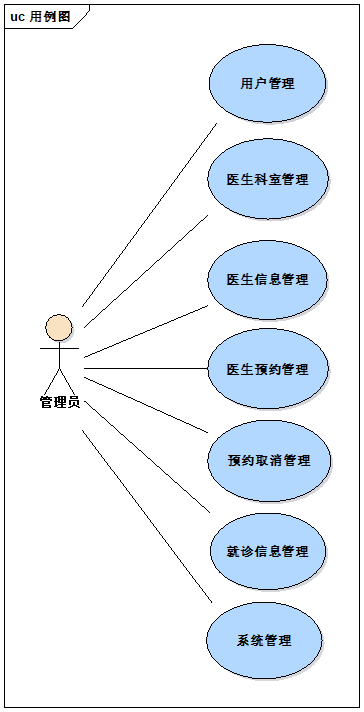 uc 用例图
用户管理
医生科室管理
医生信息管理
医生预约管理
管理员
预约取消管理
就诊信息管理
系统管理